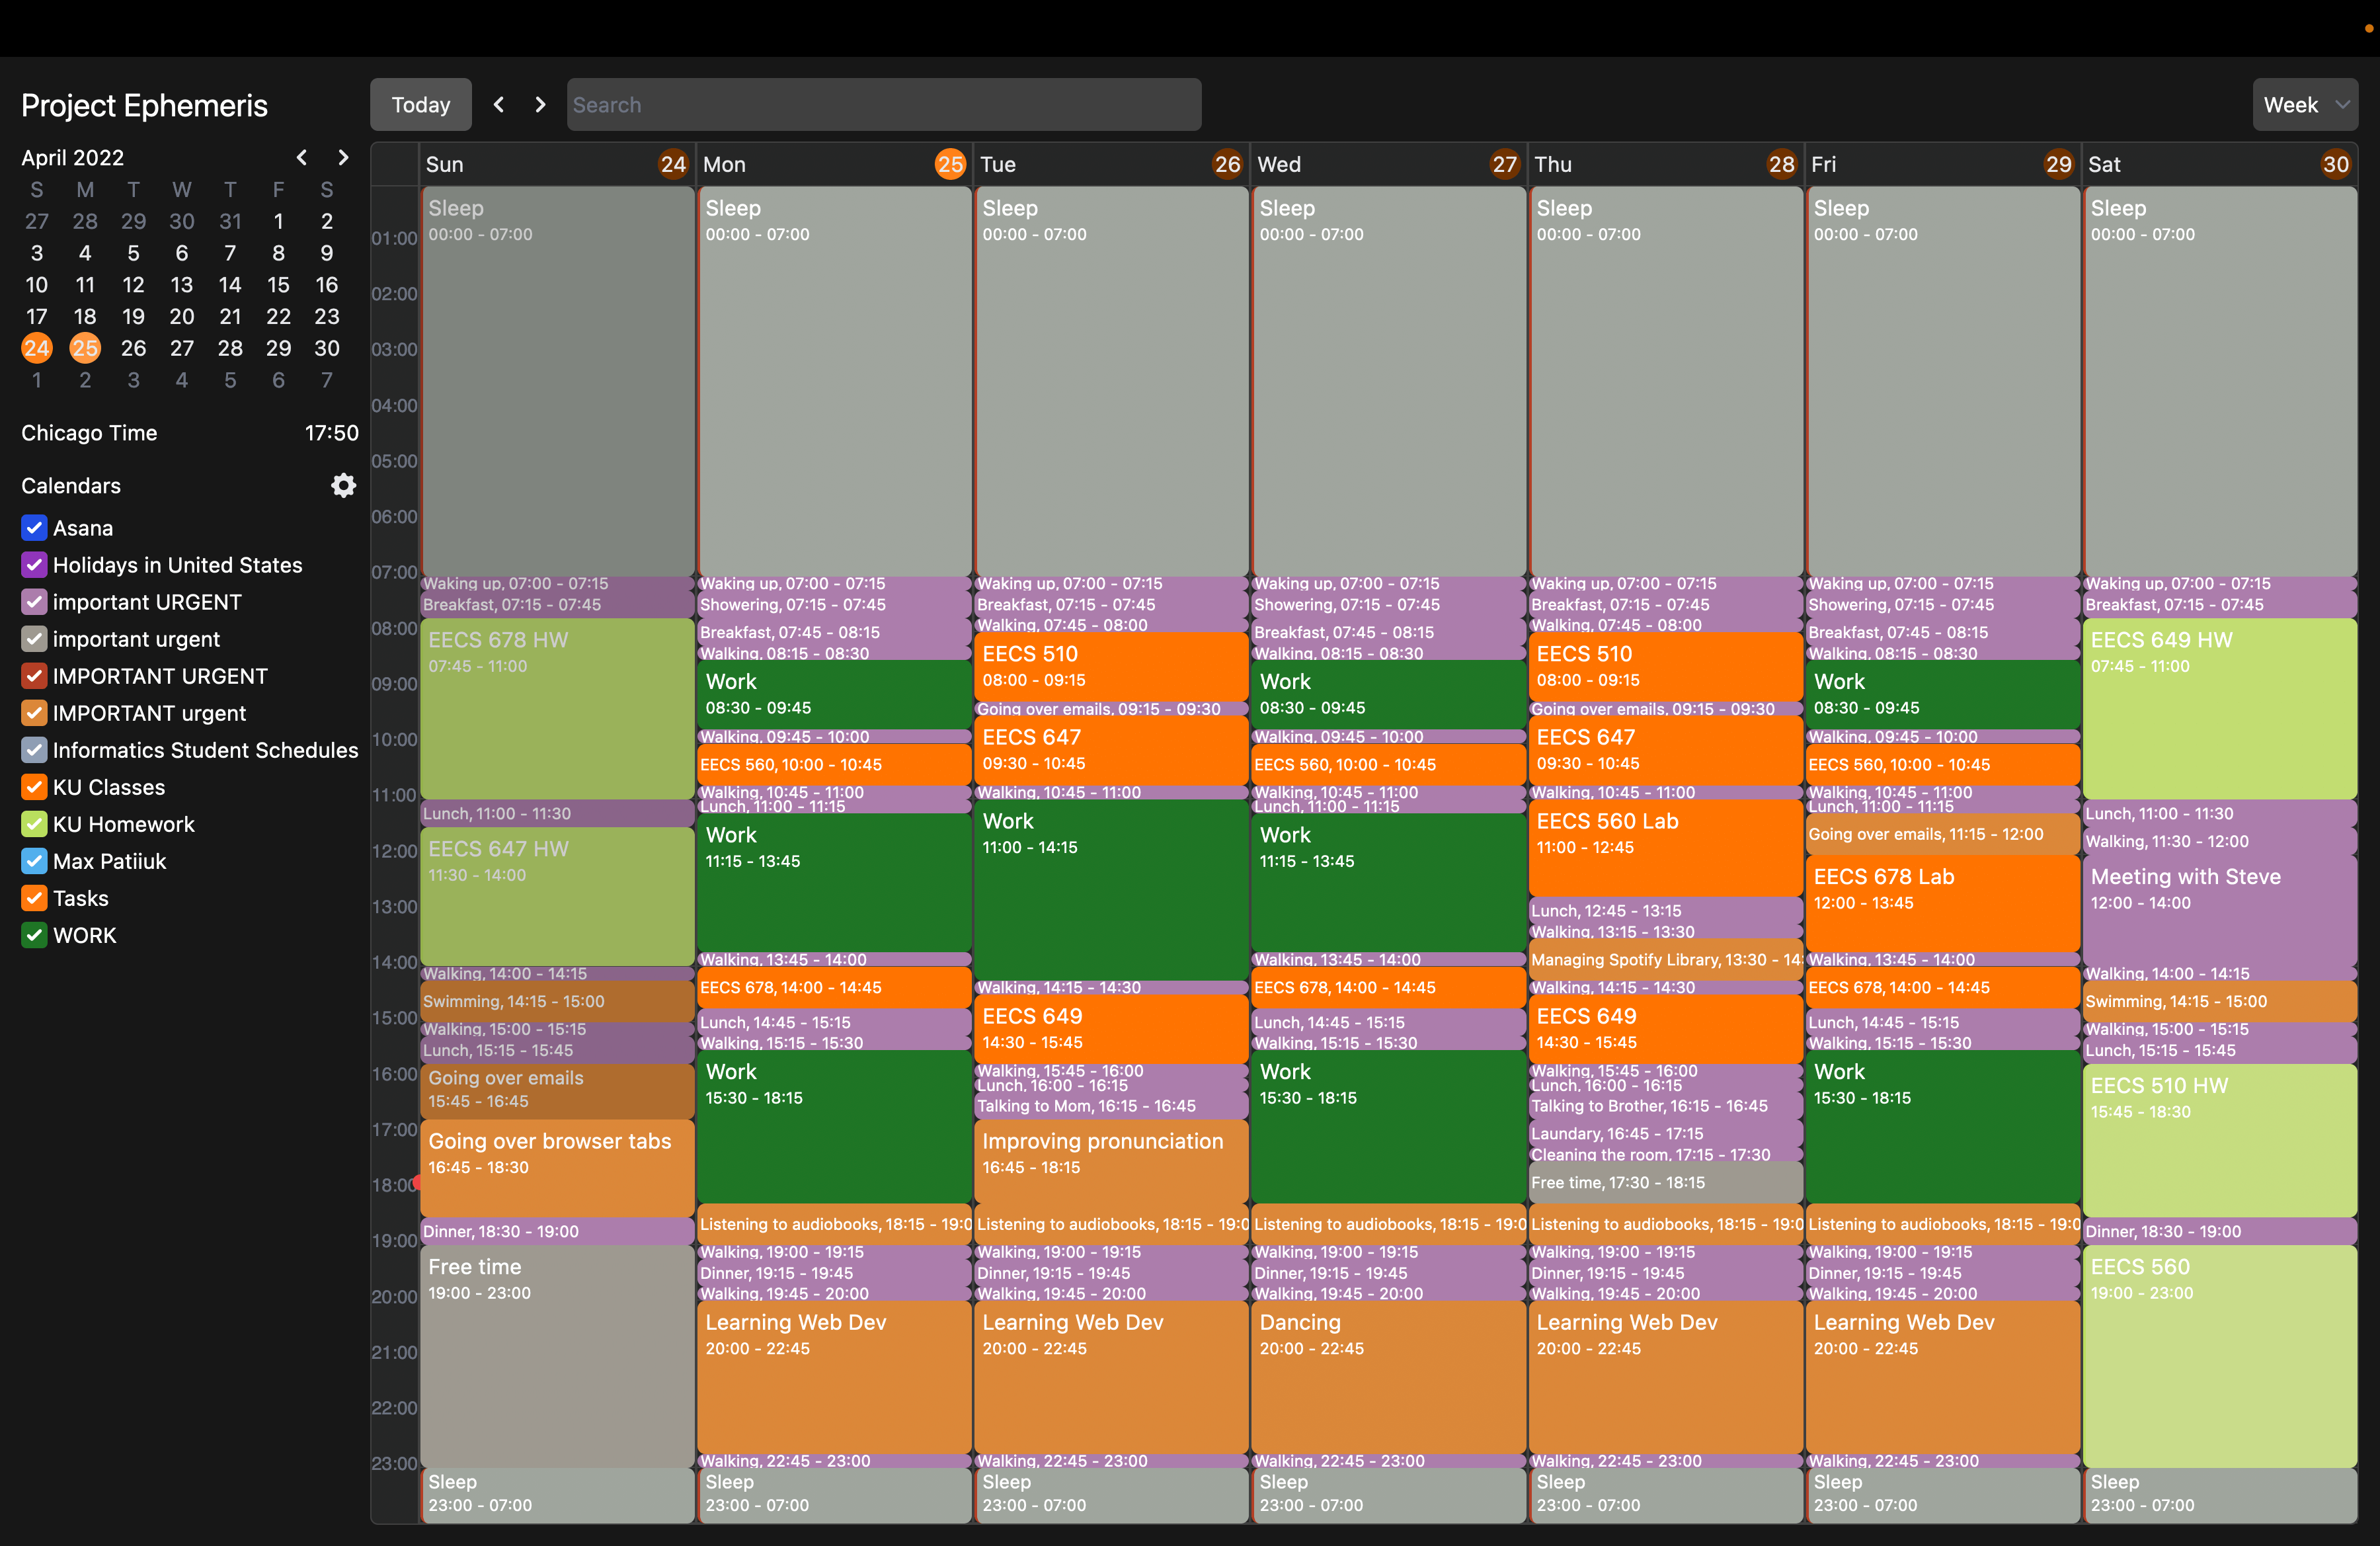 Project Ephemeris
Today
Search
Week
April 2022
S M T W T F S
27 28 29 30 31 1 2
3 4 5 6 7 8 9
10 11 12 13 14 15 16
17 18 19 20 21 22 23
24 25 26 27 28 29 30
1 2 3 4 5 6 7
Chicago Time 17:50
Calendars
Asana
Holidays in United States
important URGENT
important urgent
IMPORTANT URGENT
IMPORTANT urgent
Informatics Student Schedules
KU Classes
KU Homework
Max Patiiuk
Tasks
WORK
01:00
02:00
03:00
04:00
05:00
06:00
07:00
08:00
09:00
10:00
11:00
12:00
13:00
14:00
15:00
16:00
17:00
18:00
19:00
20:00
21:00
22:00
23:00
Sun 24
Sleep
00:00 - 07:00
Waking up, 07:00 - 07:15
Breakfast, 07:15 - 07:45
EECS 678 HW
07:45 - 11:00
Lunch, 11:00 - 11:30
EECS 647 HW
11:30 - 14:00
Walking, 14:00 - 14:15
Swimming, 14:15 - 15:00
Walking, 15:00 - 15:15
Lunch, 15:15 - 15:45
Going over emails
15:45 - 16:45
Going over browser tabs
16:45 - 18:30
Dinner, 18:30 - 19:00
Free time
19:00 - 23:00
Sleep
23:00 - 07:00
Mon 25
Sleep
00:00 - 07:00
Waking up, 07:00 - 07:15
Showering, 07:15 - 07:45
Breakfast, 07:45 - 08:15
Walking, 08:15 - 08:30
Work
08:30 - 09:45
Walking, 09:45 - 10:00
EECS 560, 10:00 - 10:45
Walking, 10:45 - 11:00
Lunch, 11:00 - 11:15
Work
11:15 - 13:45
Walking, 13:45 - 14:00
EECS 678, 14:00 - 14:45
Lunch, 14:45 - 15:15
Walking, 15:15 - 15:30
Work
15:30 - 18:15
Listening to audiobooks, 18:15 - 19:0
Walking, 19:00 - 19:15
Dinner, 19:15 - 19:45
Walking, 19:45 - 20:00
Learning Web Dev
20:00 - 22:45
Walking, 22:45 - 23:00
Sleep
23:00 - 07:00
Tue 26
Sleep
00:00 - 07:00
Waking up, 07:00 - 07:15
Breakfast, 07:15 - 07:45
Walking, 07:45 - 08:00
EECS 510
08:00 - 09:15
Going over emails, 09:15 - 09:30
EECS 647
09:30 - 10:45
Walking, 10:45 - 11:00
Work
11:00 - 14:15
Walking, 14:15 - 14:30
EECS 649
14:30 - 15:45
Walking, 15:45 - 16:00
Lunch, 16:00 - 16:15
Talking to Mom, 16:15 - 16:45
Improving pronunciation
16:45 - 18:15
Listening to audiobooks, 18:15 - 19:0
Walking, 19:00 - 19:15
Dinner, 19:15 - 19:45
Walking, 19:45 - 20:00
Learning Web Dev
20:00 - 22:45
Walking, 22:45 - 23:00
Sleep
23:00 - 07:00
Wed 27
Sleep
00:00 - 07:00
Waking up, 07:00 - 07:15
Showering, 07:15 - 07:45
Breakfast, 07:45 - 08:15
Walking, 08:15 - 08:30
Work
08:30 - 09:45
Walking, 09:45 - 10:00
EECS 560, 10:00 - 10:45
Walking, 10:45 - 11:00
Lunch, 11:00 - 11:15
Work
11:15 - 13:45
Walking, 13:45 - 14:00
EECS 678, 14:00 - 14:45
Lunch, 14:45 - 15:15
Walking, 15:15 - 15:30
Work
15:30 - 18:15
Listening to audiobooks, 18:15 - 19:0
Walking, 19:00 - 19:15
Dinner, 19:15 - 19:45
Walking, 19:45 - 20:00
Dancing
20:00 - 22:45
Walking, 22:45 - 23:00
Sleep
23:00 - 07:00
Thu 28
Sleep
00:00 - 07:00
Waking up, 07:00 - 07:15
Breakfast, 07:15 - 07:45
Walking, 07:45 - 08:00
EECS 510
08:00 - 09:15
Going over emails, 09:15 - 09:30
EECS 647
09:30 - 10:45
Walking, 10:45 - 11:00
EECS 560 Lab
11:00 - 12:45
Lunch, 12:45 - 13:15
Walking, 13:15 - 13:30
Managing Spotify Library, 13:30 - 14:
Walking, 14:15 - 14:30
EECS 649
14:30 - 15:45
Walking, 15:45 - 16:00
Lunch, 16:00 - 16:15
Talking to Brother, 16:15 - 16:45
Laundary, 16:45 - 17:15
Cleaning the room, 17:15 - 17:30
Free time, 17:30 - 18:15
Listening to audiobooks, 18:15 - 19:0
Walking, 19:00 - 19:15
Dinner, 19:15 - 19:45
Walking, 19:45 - 20:00
Learning Web Dev
20:00 - 22:45
Walking, 22:45 - 23:00
Sleep
23:00 - 07:00
Fri 29
Sleep
00:00 - 07:00
Waking up, 07:00 - 07:15
Showering, 07:15 - 07:45
Breakfast, 07:45 - 08:15
Walking, 08:15 - 08:30
Work
08:30 - 09:45
Walking, 09:45 - 10:00
EECS 560, 10:00 - 10:45
Walking, 10:45 - 11:00
Lunch, 11:00 - 11:15
Going over emails, 11:15 - 12:00
EECS 678 Lab
12:00 - 13:45
Walking, 13:45 - 14:00
EECS 678, 14:00 - 14:45
Lunch, 14:45 - 15:15
Walking, 15:15 - 15:30
Work
15:30 - 18:15
Listening to audiobooks, 18:15 - 19:0
Walking, 19:00 - 19:15
Dinner, 19:15 - 19:45
Walking, 19:45 - 20:00
Learning Web Dev
20:00 - 22:45
Walking, 22:45 - 23:00
Sleep
23:00 - 07:00
Sat 30
Sleep
00:00 - 07:00
Waking up, 07:00 - 07:15
Breakfast, 07:15 - 07:45
EECS 649 HW
07:45 - 11:00
Lunch, 11:00 - 11:30
Walking, 11:30 - 12:00
Meeting with Steve
12:00 - 14:00
Walking, 14:00 - 14:15
Swimming, 14:15 - 15:00
Walking, 15:00 - 15:15
Lunch, 15:15 - 15:45
EECS 510 HW
15:45 - 18:30
Dinner, 18:30 - 19:00
EECS 560
19:00 - 23:00
Sleep
23:00 - 07:00